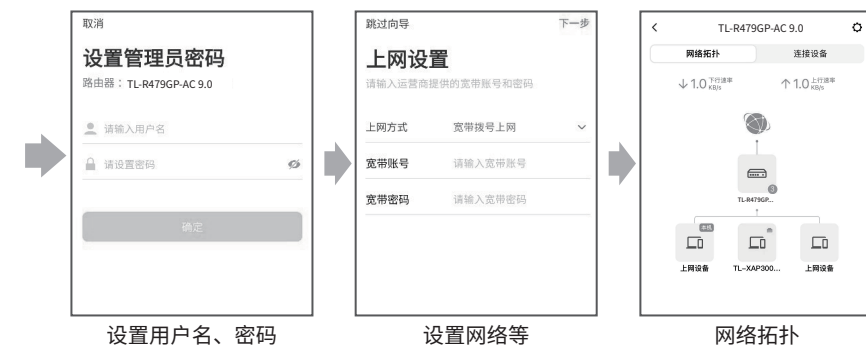 取消
设置管理员密码
路由器： TL-R479GP-AC 9.0
请输入用户名
请设置密码
确定
设置用户名、密码
跳过向导
下一步
上网设置
请输入运营商提供的宽带账号和密码
上网方式 宽带拨号上网
宽带账号 请输入宽带账号
宽带密码 请输入宽带密码
设置网络等
TL-R479GP-AC 9.0
网络拓扑 连接设备
1.0 下行速率 KB/s
1.0 上行速率 KB/s
3
TL-R479GP...
本机
上网设备 TL-XAP300... 上网设备
网络拓扑